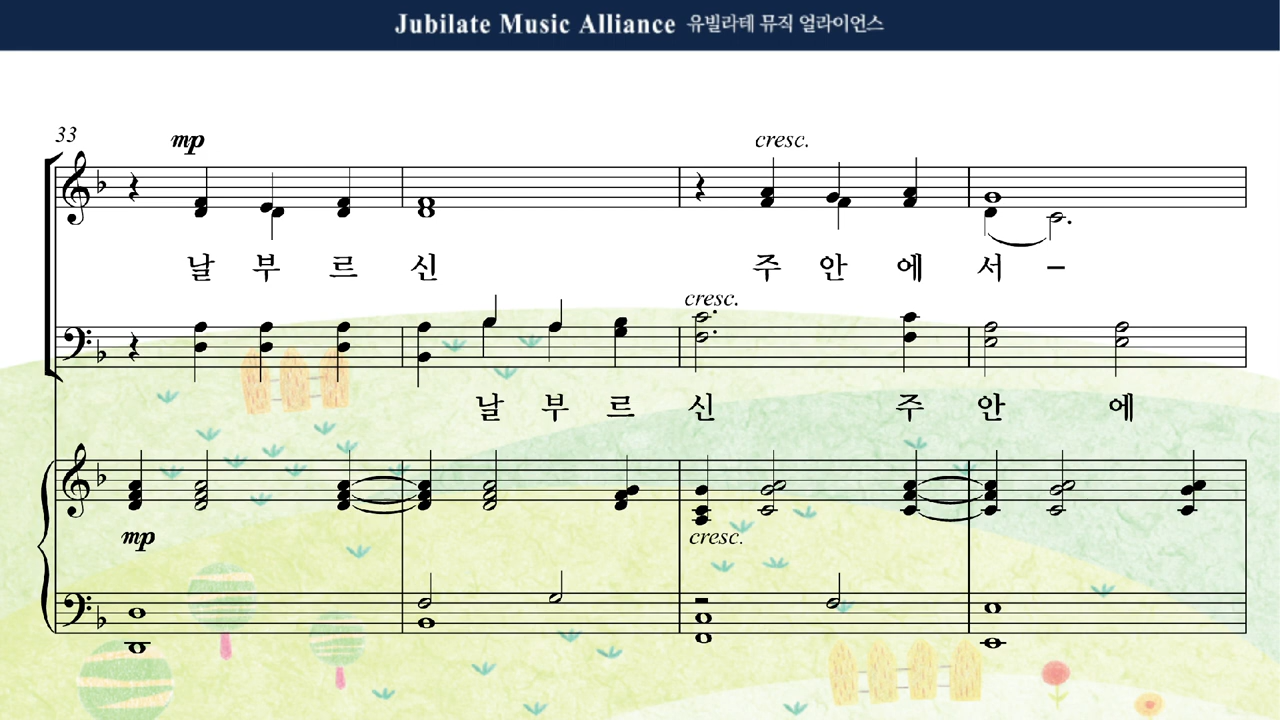 Jubilate Music Alliance 유빌라테 뮤직 얼라이언스
33
mp
cresc.
날 부 르 신 주 안 에 서 –
cresc.
날 부 르 신 주 안 에
mp
cresc.